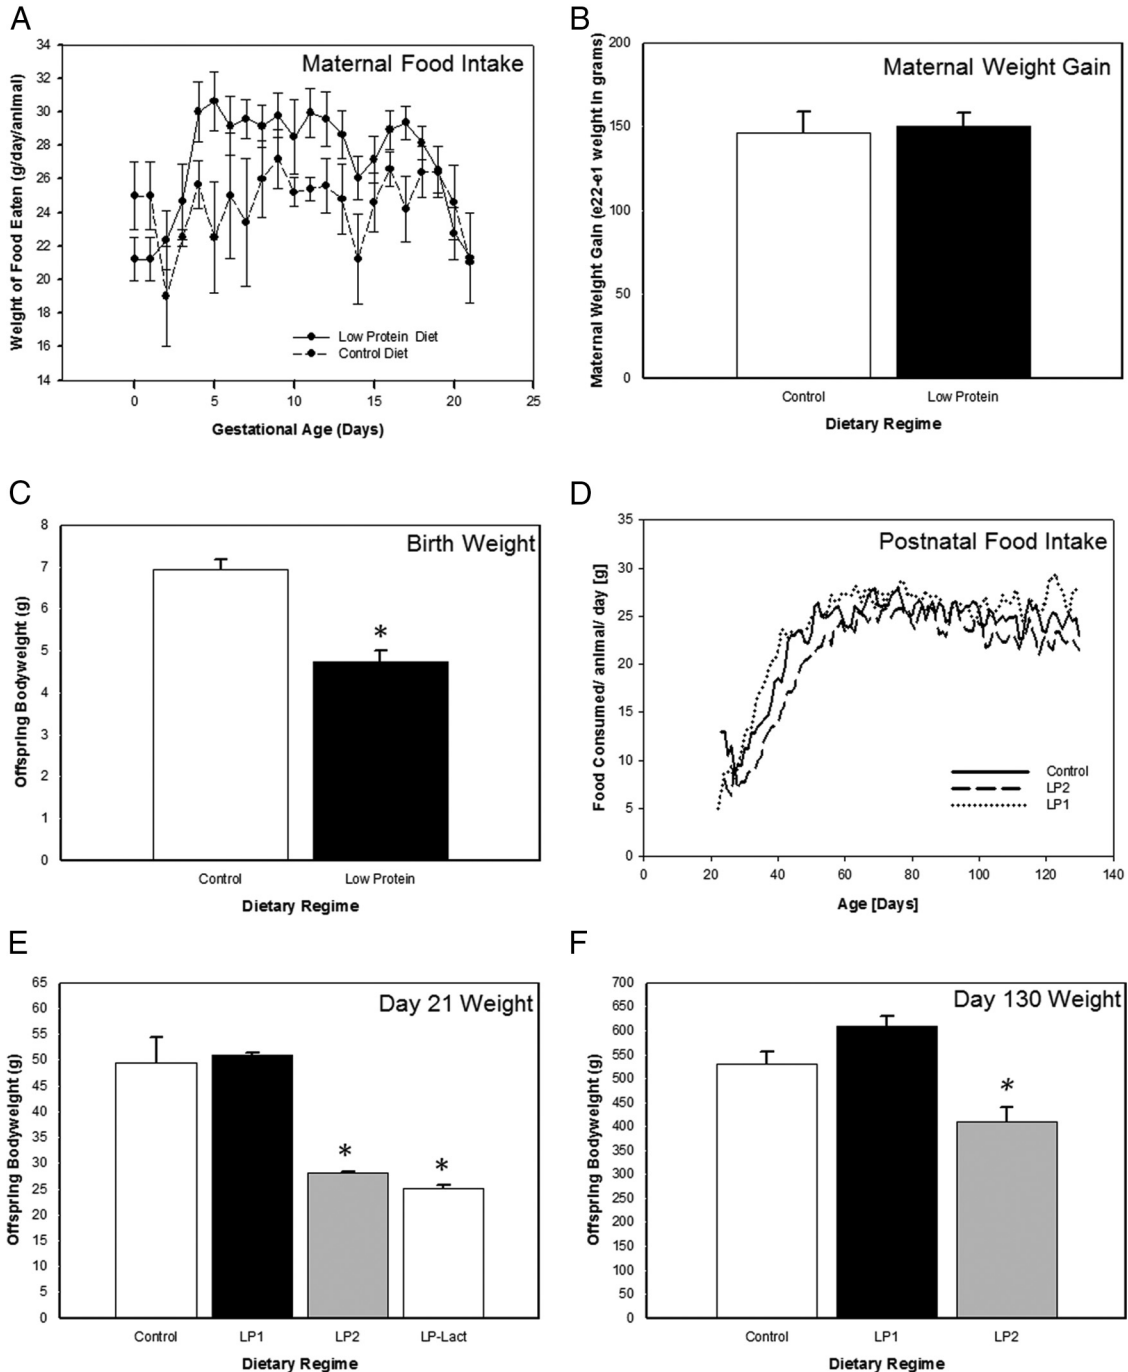 A
Maternal Food Intake
Weight of Food Eaten (g/day/animal)
34
32
30
28
26
24
22
20
18
16
14
Low Protein Diet
Control Diet
0 5 10 15 20 25
Gestational Age (Days)
B
Maternal Weight Gain
Maternal Weight Gain (e22-e1 weight in grams)
200
150
100
50
0
Control Low Protein
Dietary Regime
C
Birth Weight
Offspring Bodyweight (g)
8
7
6
5
4
3
2
1
0
*
Control Low Protein
Dietary Regime
D
Postnatal Food Intake
Food Consumed/ animal/ day [g]
35
30
25
20
15
10
5
0
Control
LP2
LP1
0 20 40 60 80 100 120 140
Age [Days]
E
Day 21 Weight
Offspring Bodyweight (g)
65
60
55
50
45
40
35
30
25
20
15
10
5
0
* *
Control LP1 LP2 LP-Lact
Dietary Regime
F
Day 130 Weight
Offspring Bodyweight (g)
700
650
600
550
500
450
400
350
300
250
200
150
100
50
0
*
Control LP1 LP2
Dietary Regime